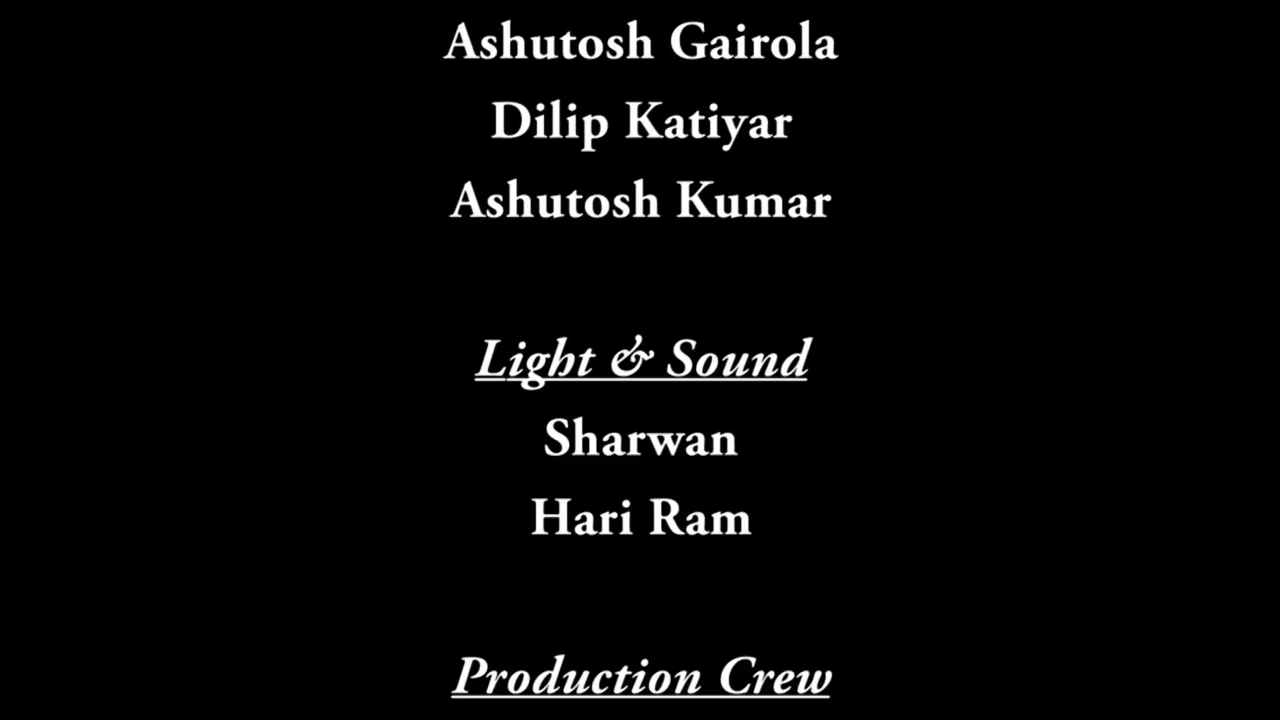 Ashutosh Gairola
Dilip Katiyar
Ashutosh Kumar
Light & Sound
Sharwan
Hari Ram
Production Crew